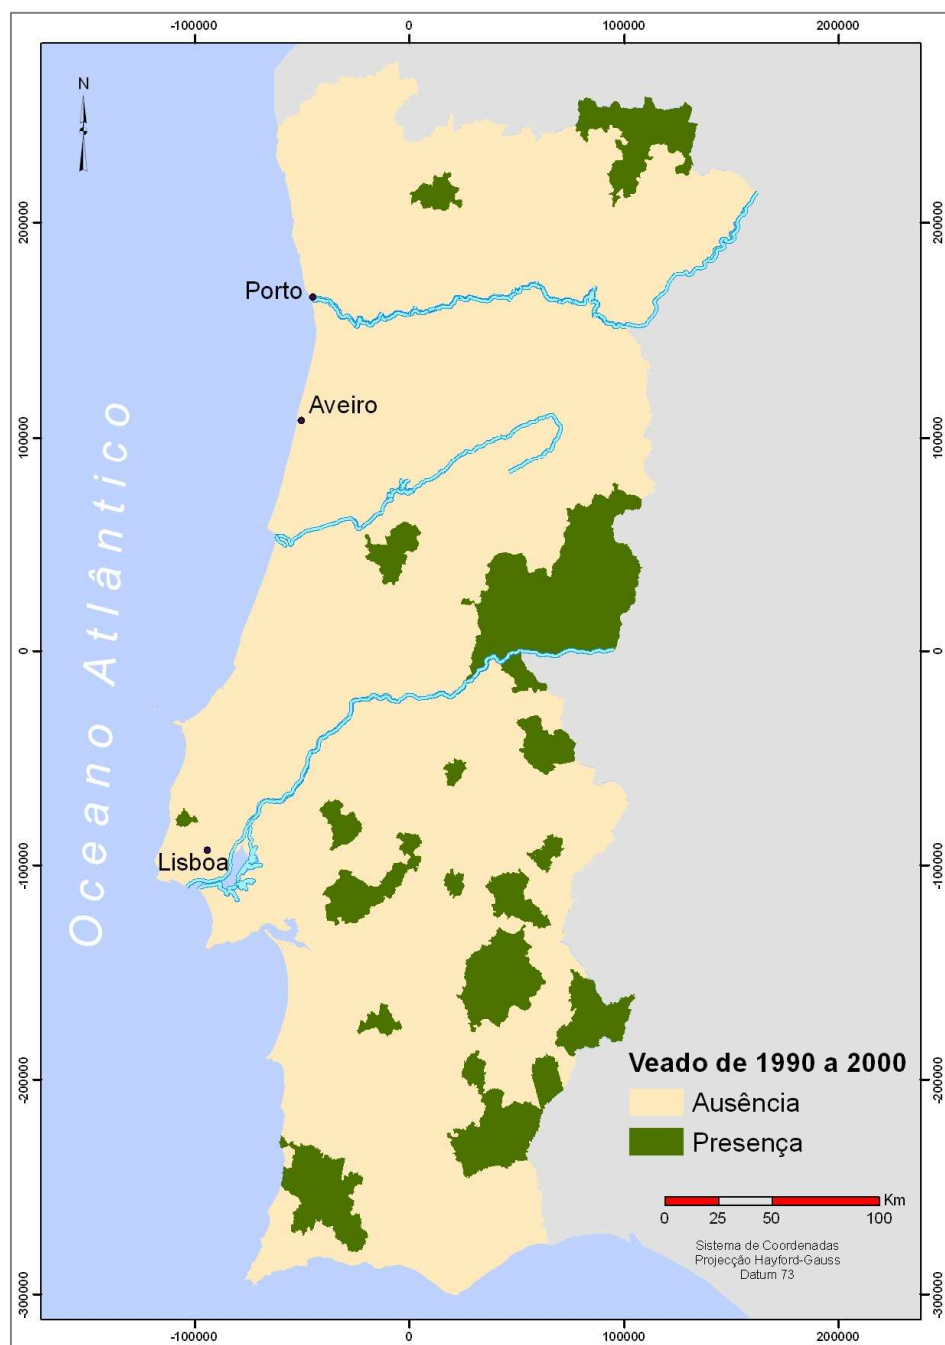 -100000 0 100000 200000
N
200000 200000
Porto
Aveiro
100000 100000
Oceano Atlântico
0 0
Lisboa
-100000 -100000
Veado de 1990 a 2000
Ausência
-200000 -200000
Presença
Km
0 25 50 100
Sistema de Coordenadas
Projecção Hayford-Gauss
Datum 73
-300000 -300000
-100000 0 100000 200000